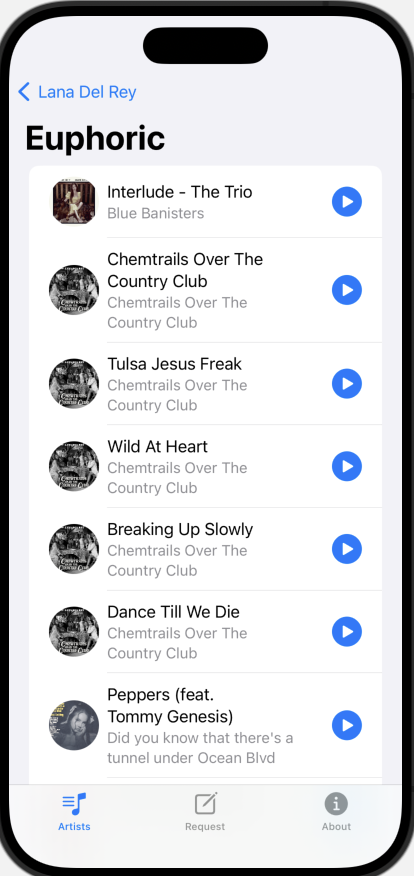 Lana Del Rey
Euphoric
Interlude - The Trio
Blue Banisters
Chemtrails Over The
Country Club
Chemtrails Over The
Country Club
Tulsa Jesus Freak
Chemtrails Over The
Country Club
Wild At Heart
Chemtrails Over The
Country Club
Breaking Up Slowly
Chemtrails Over The
Country Club
Dance Till We Die
Chemtrails Over The
Country Club
Peppers (feat.
Tommy Genesis)
Did you know that there's a
tunnel under Ocean Blvd
Artists
Request
About